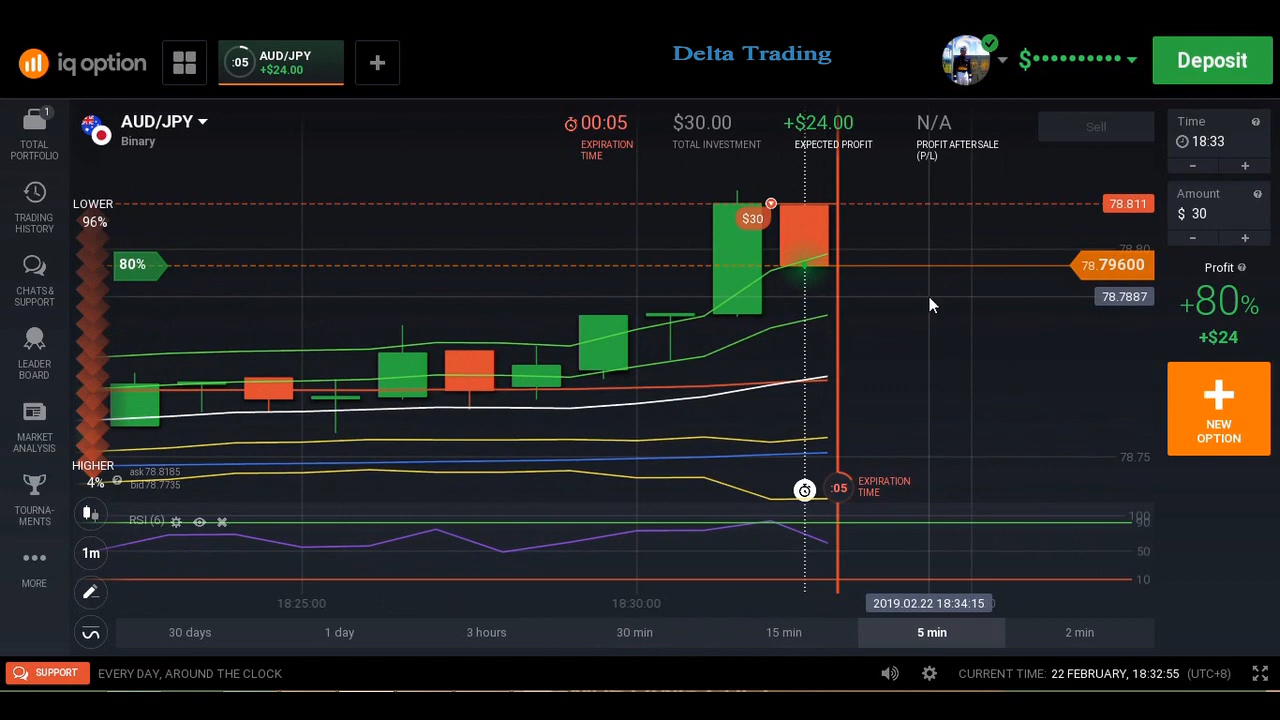 iq option
:05
AUD/JPY
+$24.00
Delta Trading
$
Deposit
1
TOTAL
PORTFOLIO
TRADING
HISTORY
CHATS &
SUPPORT
LEADER
BOARD
MARKET
ANALYSIS
TOURNA-
MENTS
MORE
AUD/JPY
Binary
00:05
EXPIRATION
TIME
$30.00
TOTAL INVESTMENT
+$24.00
EXPECTED PROFIT
N/A
PROFIT AFTER SALE
(P/L)
Sell
Time
18:33
Amount
$ 30
Profit
+80%
+$24
NEW
OPTION
LOWER
96%
80%
$30
78.811
78.80
78.79600
78.7887
78.75
HIGHER
4%
ask 78.8185
bid 78.7735
:05
EXPIRATION
TIME
RSI (6)
100
90
50
10
1m
18:25:00
18:30:00
2019.02.22 18:34:15
30 days
1 day
3 hours
30 min
15 min
5 min
2 min
SUPPORT
EVERY DAY, AROUND THE CLOCK
CURRENT TIME: 22 FEBRUARY, 18:32:55 (UTC+8)